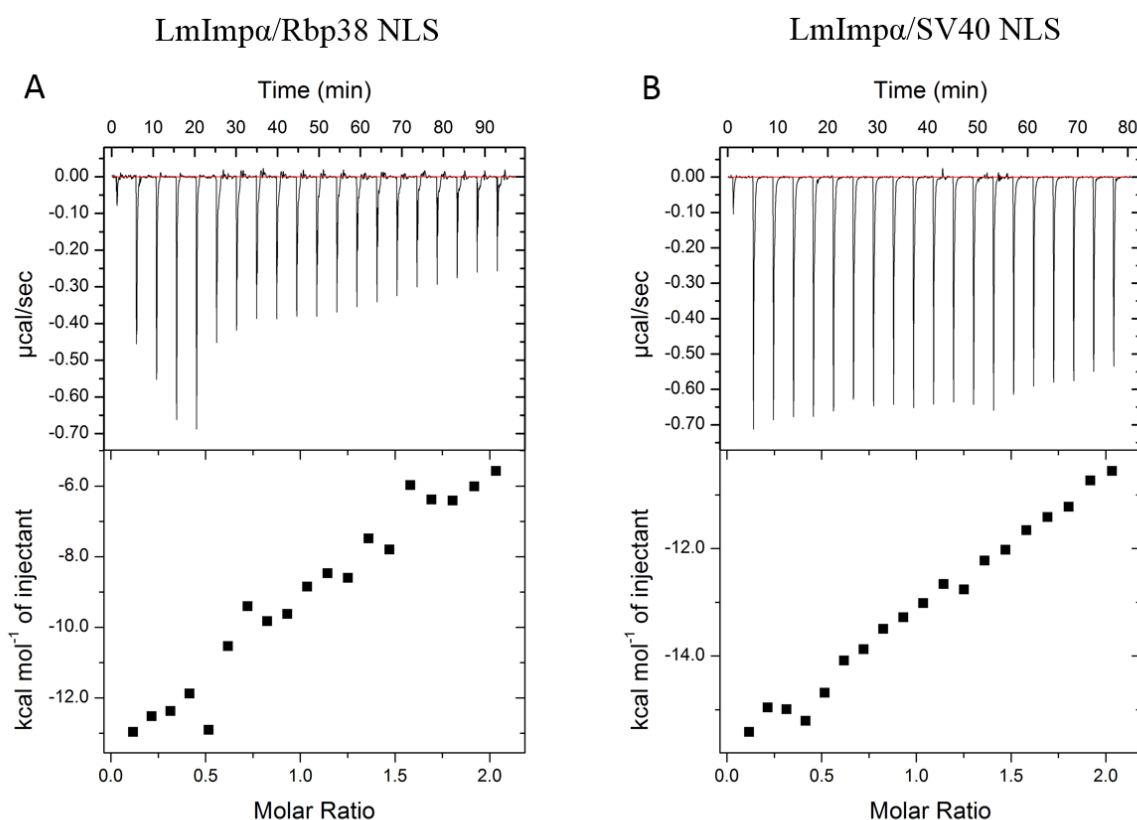 LmImpα/Rbp38 NLS
LmImpα/SV40 NLS
A
Time (min)
0 10 20 30 40 50 60 70 80 90
0.00
-0.10
-0.20
-0.30
-0.40
-0.50
-0.60
-0.70
µcal/sec
-6.0
-8.0
-10.0
-12.0
kcal mol⁻¹ of injectant
0.0 0.5 1.0 1.5 2.0
Molar Ratio
B
Time (min)
0 10 20 30 40 50 60 70 80
0.00
-0.10
-0.20
-0.30
-0.40
-0.50
-0.60
-0.70
µcal/sec
-12.0
-14.0
kcal mol⁻¹ of injectant
0.0 0.5 1.0 1.5 2.0
Molar Ratio